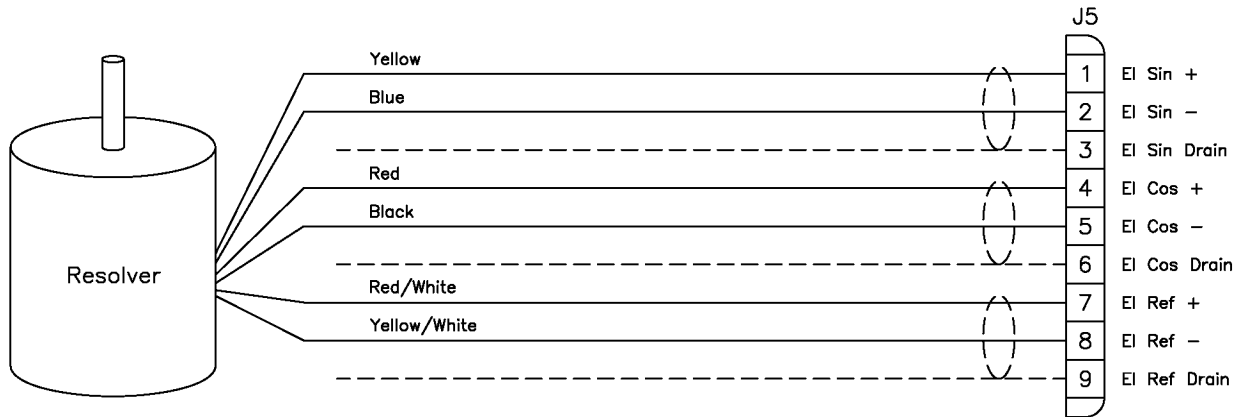 J5
Yellow
1 El Sin +
Blue
2 El Sin −
3 El Sin Drain
Red
4 El Cos +
Black
5 El Cos −
Resolver
6 El Cos Drain
Red/White
7 El Ref +
Yellow/White
8 El Ref −
9 El Ref Drain